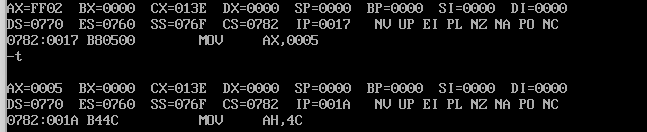 AX=FF02 BX=0000 CX=013E DX=0000 SP=0000 BP=0000 SI=0000 DI=0000
DS=0770 ES=0760 SS=076F CS=0782 IP=0017 NV UP EI PL NZ NA PO NC
0782:0017 B80500 MOV AX,0005
-t
AX=0005 BX=0000 CX=013E DX=0000 SP=0000 BP=0000 SI=0000 DI=0000
DS=0770 ES=0760 SS=076F CS=0782 IP=001A NV UP EI PL NZ NA PO NC
0782:001A B44C MOV AH,4C